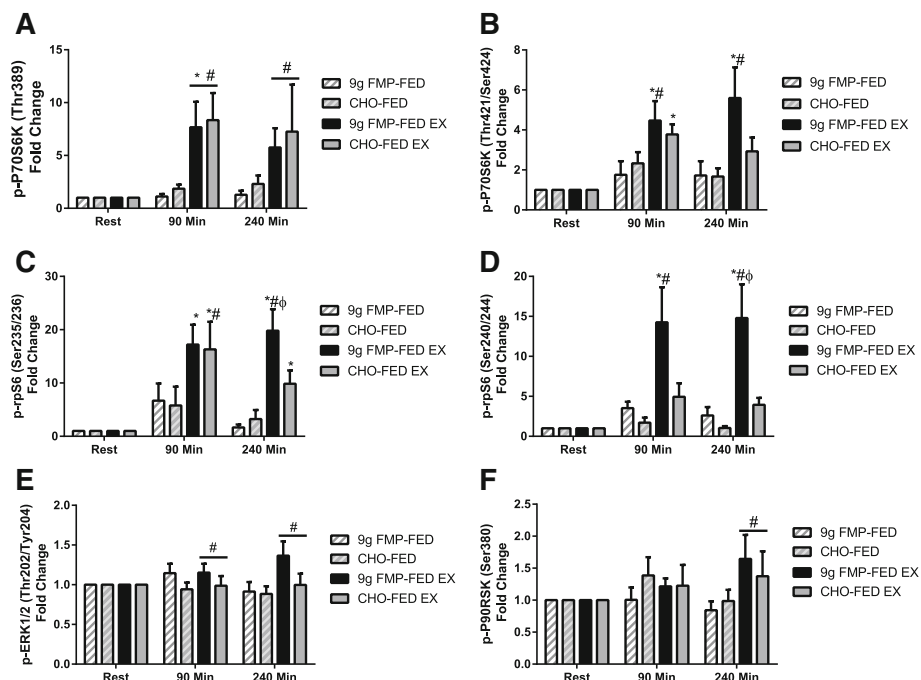 A
p-P70S6K (Thr389)
Fold Change
15
10
5
0
* #
#
Rest 90 Min 240 Min
9g FMP-FED
CHO-FED
9g FMP-FED EX
CHO-FED EX
B
p-P70S6K (Thr421/Ser424)
Fold Change
8
6
4
2
0
*#
*
*#
Rest 90 Min 240 Min
9g FMP-FED
CHO-FED
9g FMP-FED EX
CHO-FED EX
C
p-rpS6 (Ser235/236)
Fold Change
30
20
10
0
*
*#
*#ϕ
*
Rest 90 Min 240 Min
9g FMP-FED
CHO-FED
9g FMP-FED EX
CHO-FED EX
D
p-rpS6 (Ser240/244)
Fold Change
20
15
10
5
0
*#
*#ϕ
Rest 90 Min 240 Min
9g FMP-FED
CHO-FED
9g FMP-FED EX
CHO-FED EX
E
p-ERK1/2 (Thr202/Tyr204)
Fold Change
2.0
1.5
1.0
0.5
0.0
#
#
Rest 90 Min 240 Min
9g FMP-FED
CHO-FED
9g FMP-FED EX
CHO-FED EX
F
p-P90RSK (Ser380)
Fold Change
2.5
2.0
1.5
1.0
0.5
0.0
#
Rest 90 Min 240 Min
9g FMP-FED
CHO-FED
9g FMP-FED EX
CHO-FED EX